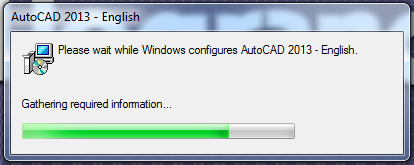 AutoCAD 2013 - English
Please wait while Windows configures AutoCAD 2013 - English.
Gathering required information...